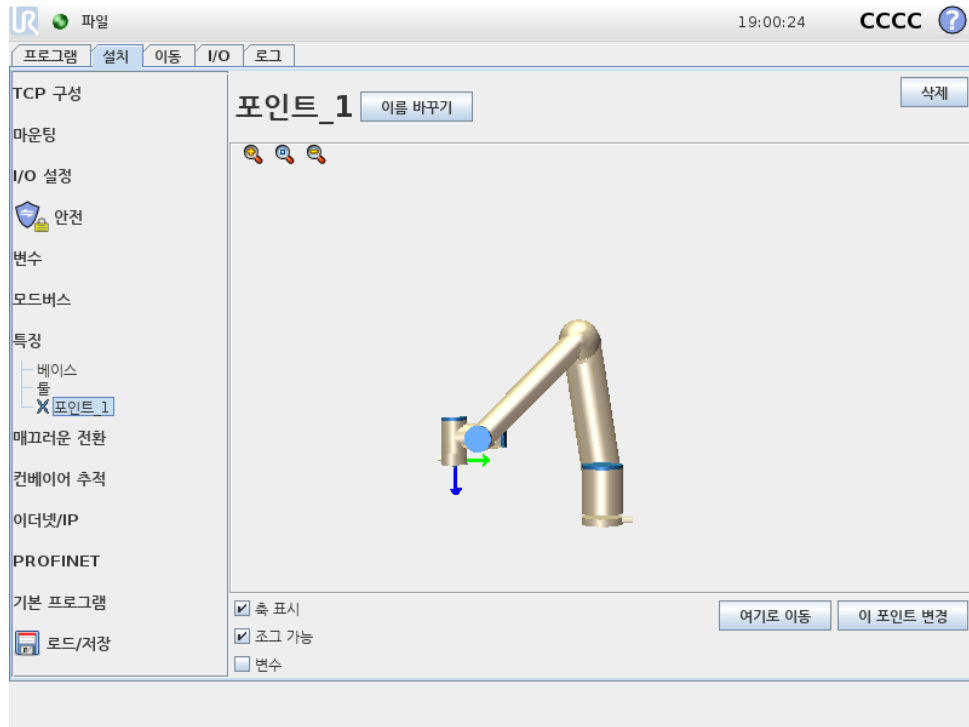 UR 파일 19:00:24 CCCC ?
프로그램 설치 이동 I/O 로그
TCP 구성
마운팅
I/O 설정
안전
변수
모드버스
특징
베이스
툴
포인트_1
매끄러운 전환
컨베이어 추적
이더넷/IP
PROFINET
기본 프로그램
로드/저장
포인트_1 이름 바꾸기 삭제
축 표시
조그 가능
변수
여기로 이동 이 포인트 변경